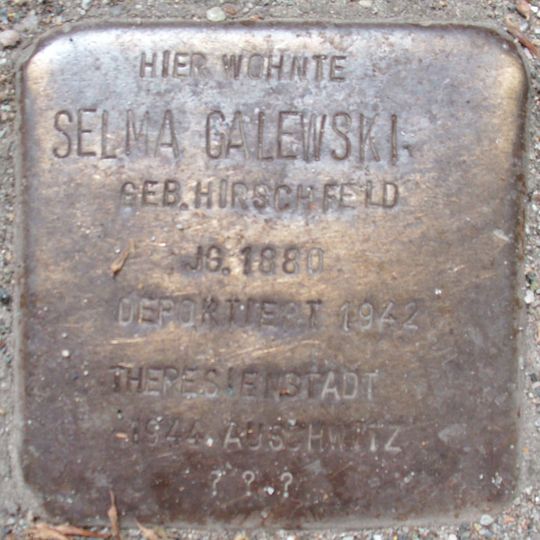 HIER WOHNTE
SELMA GALEWSKI
GEB. HIRSCHFELD
JG. 1880
DEPORTIERT 1942
THERESIENSTADT
1944 AUSCHWITZ
? ? ?